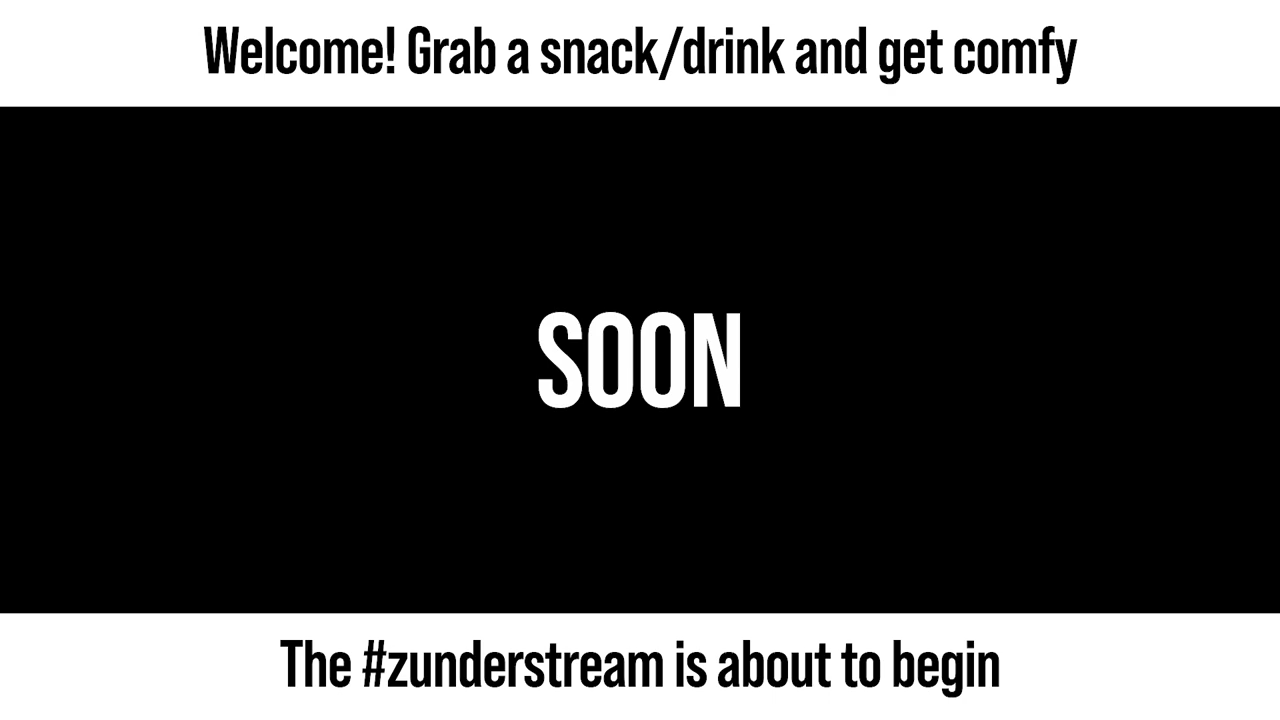 Welcome! Grab a snack/drink and get comfy
SOON
The #zunderstream is about to begin